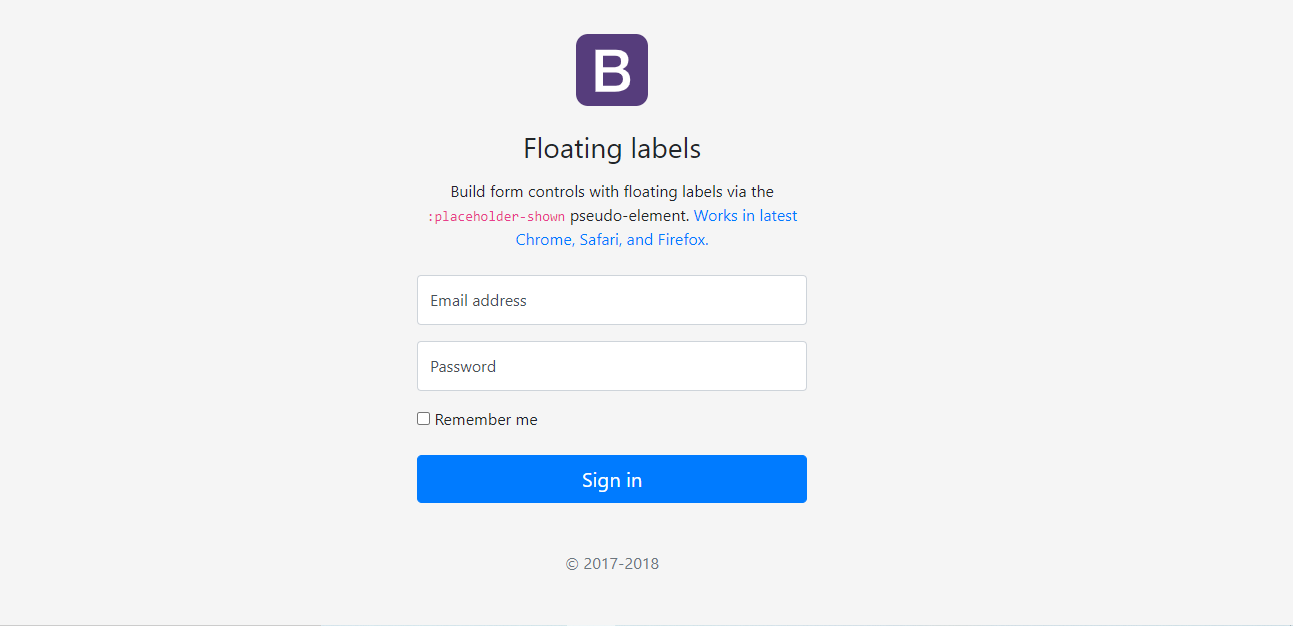 B
Floating labels
Build form controls with floating labels via the
:placeholder-shown pseudo-element. Works in latest
Chrome, Safari, and Firefox.
Email address
Password
Remember me
Sign in
© 2017-2018